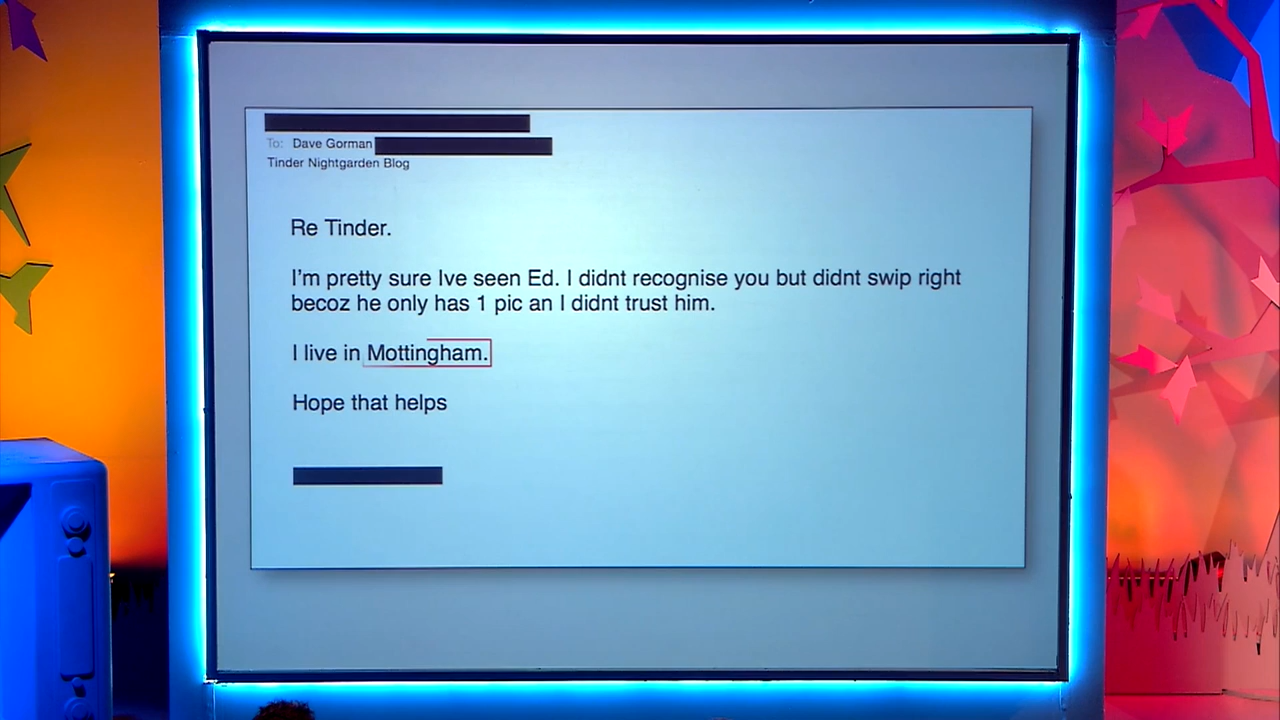 To: Dave Gorman
Tinder Nightgarden Blog
Re Tinder.
I'm pretty sure Ive seen Ed. I didnt recognise you but didnt swip right
becoz he only has 1 pic an I didnt trust him.
I live in Mottingham.
Hope that helps